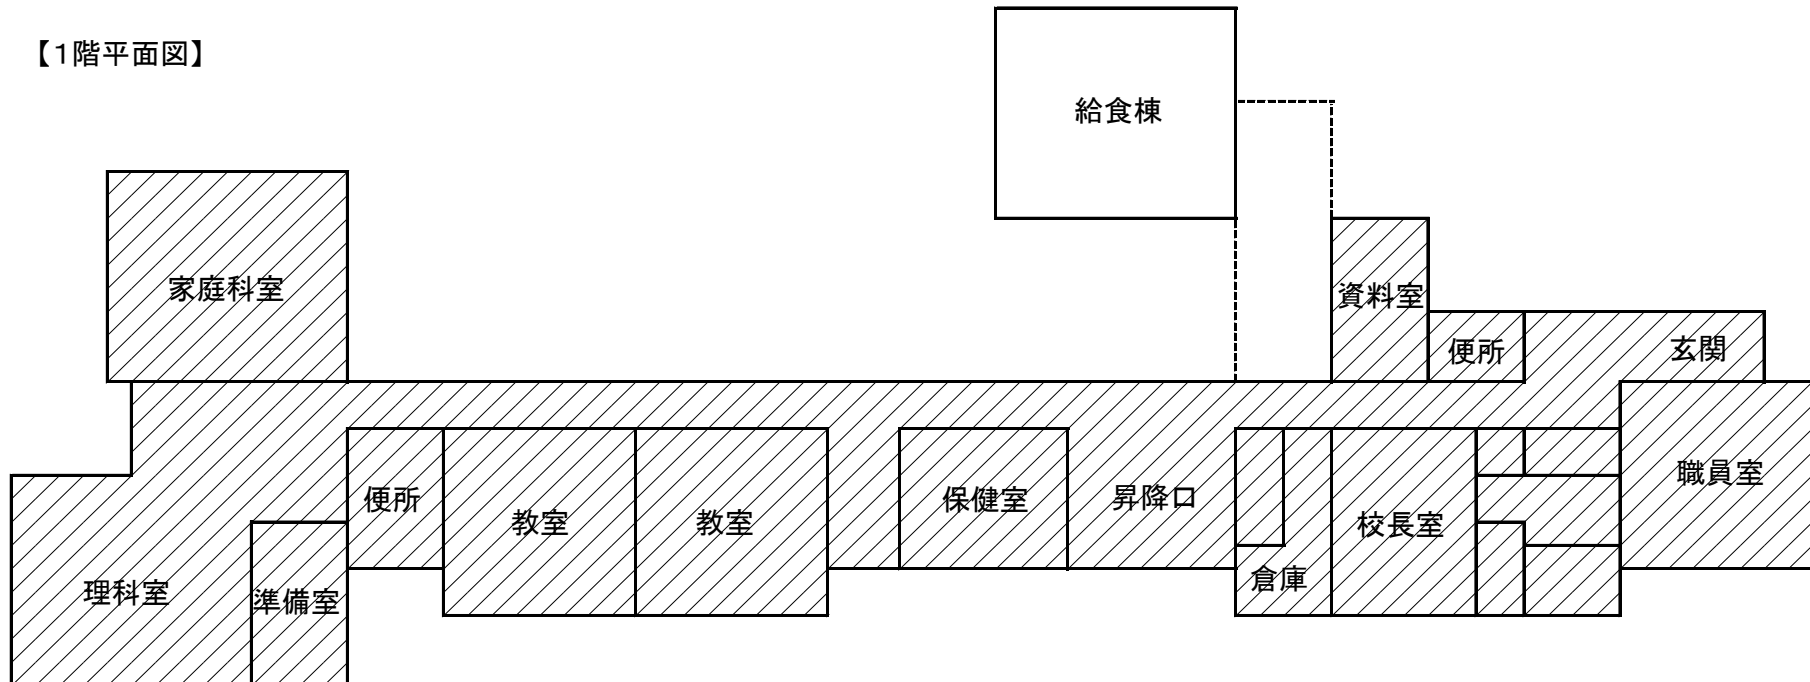 【1階平面図】
給食棟
家庭科室
資料室
便所
玄関
職員室
便所
教室
教室
保健室
昇降口
校長室
倉庫
理科室
準備室